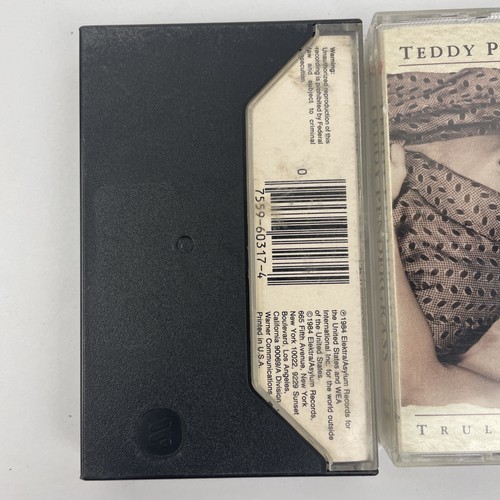 Warning:
Unauthorized reproduction of this
recording is prohibited by Federal
law and subject to criminal
0
7559-60317-4
℗1984 Elektra/Asylum Records for
the United States and WEA
International Inc. for the world outside
of the United States.
©1984 Elektra/Asylum Records,
665 Fifth Avenue, New York
New York 10022, 9229 Sunset
Boulevard, Los Angeles,
California 90069/A Division
Warner Communications
Printed in U.S.A.
TEDDY P
TRUL